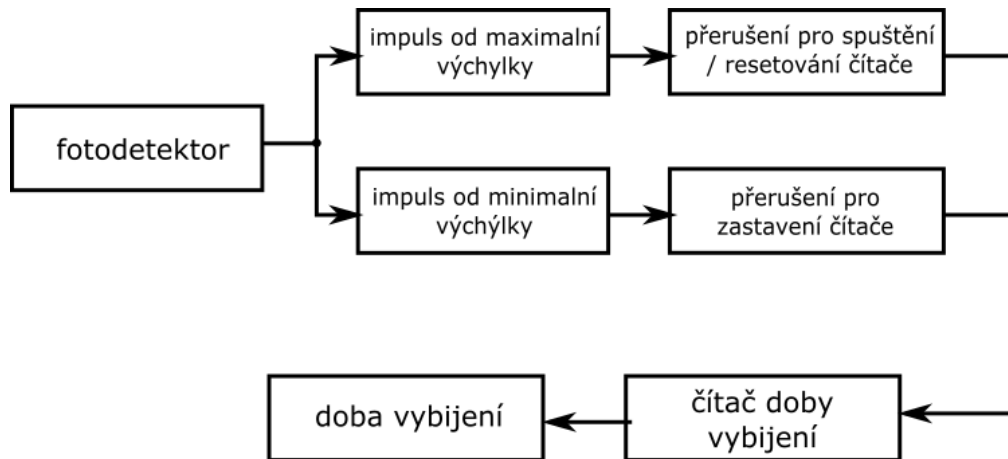 fotodetektor
impuls od maximalní
výchylky
přerušení pro spuštění
/ resetování čítače
impuls od minimalní
výchýlky
přerušení pro
zastavení čítače
doba vybijení
čítač doby
vybijení